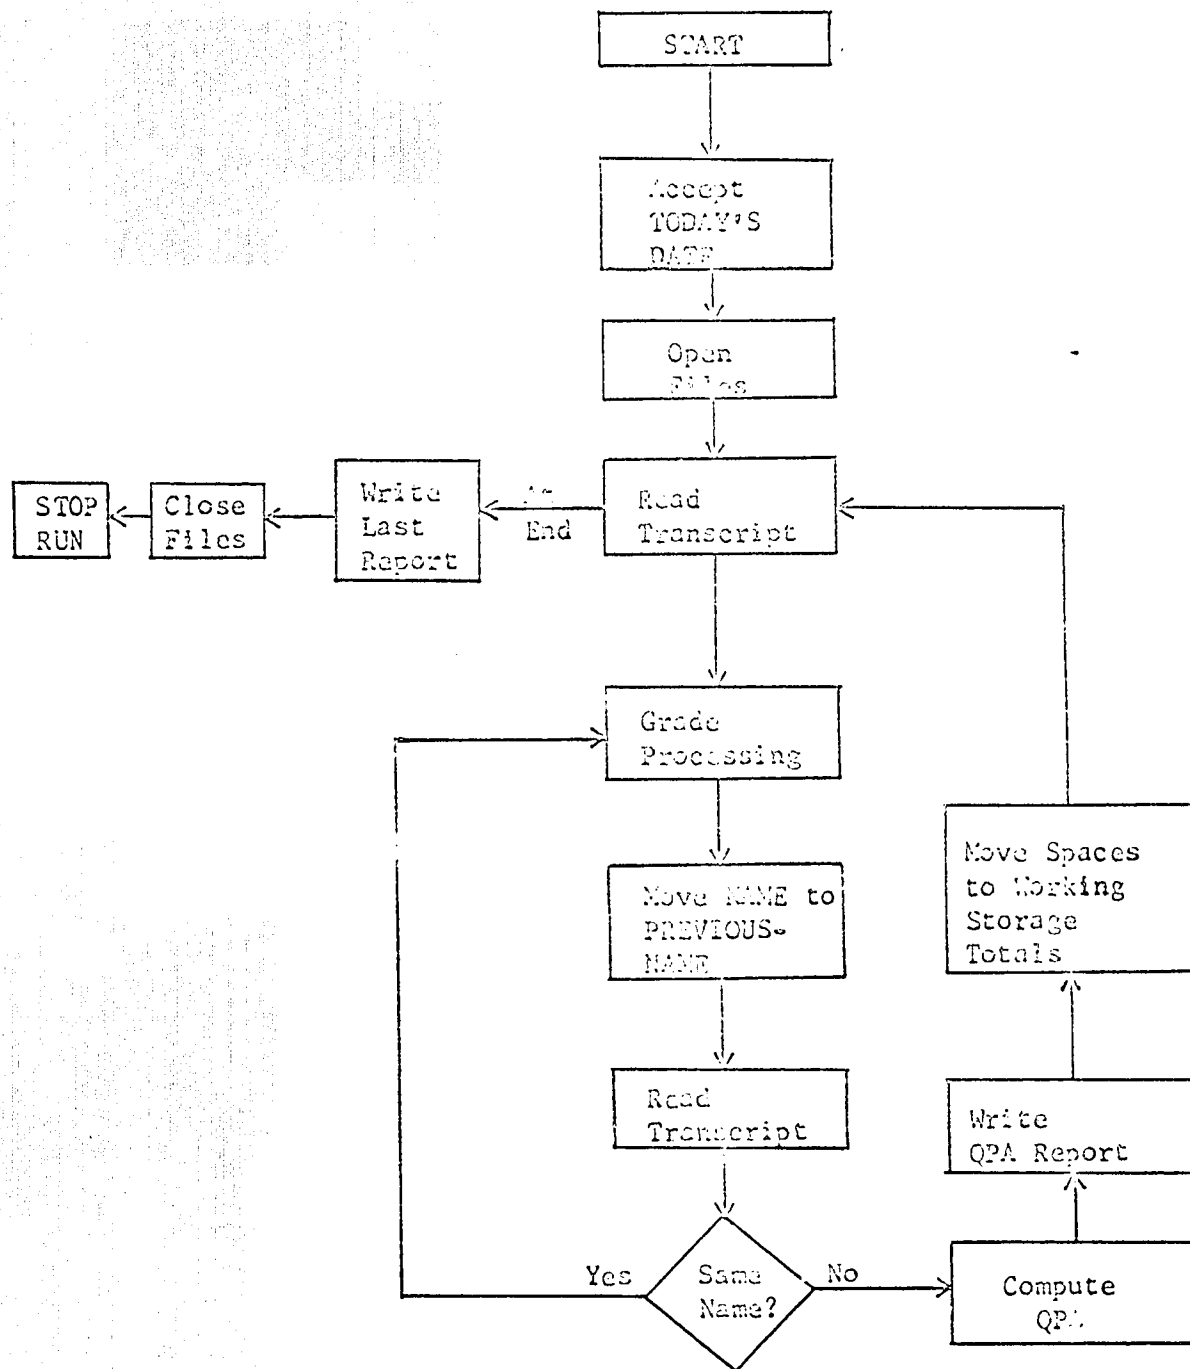 START
Accept
TODAY'S
DATE
Open
Files
Read
Transcript
At
End
Write
Last
Report
Close
Files
STOP
RUN
Grade
Processing
Move NAME to
PREVIOUS-
NAME
Read
Transcript
Same
Name?
Yes
No
Compute
QPA
Write
QPA Report
Move Spaces
to Working
Storage
Totals